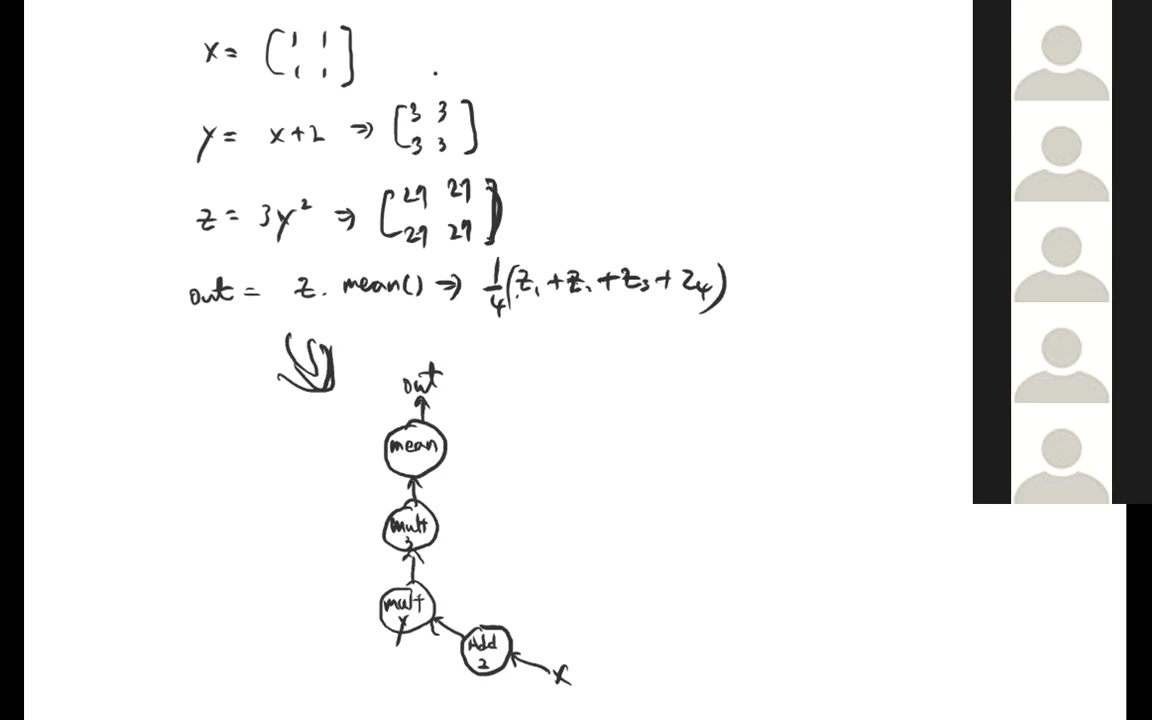 x = [1 1
1 1]
y = x+2 ⇒ [3 3
3 3]
z = 3y² ⇒ [27 27
27 27]
out = z. mean() ⇒ 1/4(z₁+z₁+z₃+z₄)
out
mean
mult
3
mult
y
Add
2
x